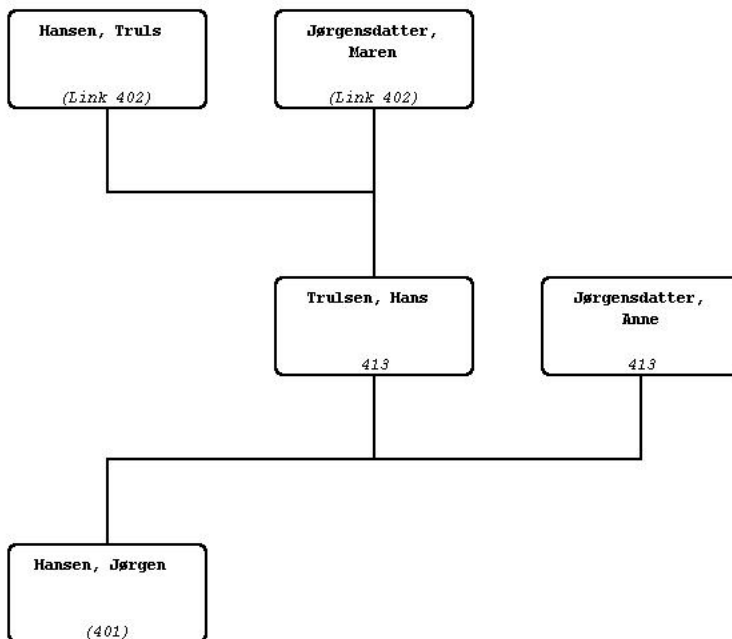 Hansen, Truls
(Link 402)
Jørgensdatter,
Maren
(Link 402)
Trulsen, Hans
413
Jørgensdatter,
Anne
413
Hansen, Jørgen
(401)